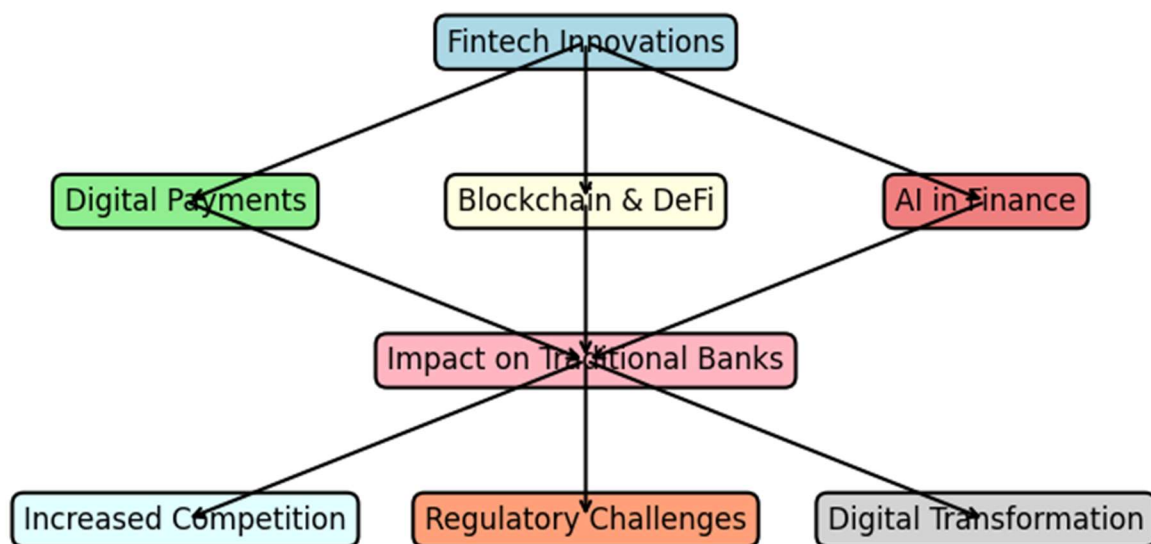 Fintech Innovations
Digital Payments
Blockchain & DeFi
AI in Finance
Impact on Traditional Banks
Increased Competition
Regulatory Challenges
Digital Transformation